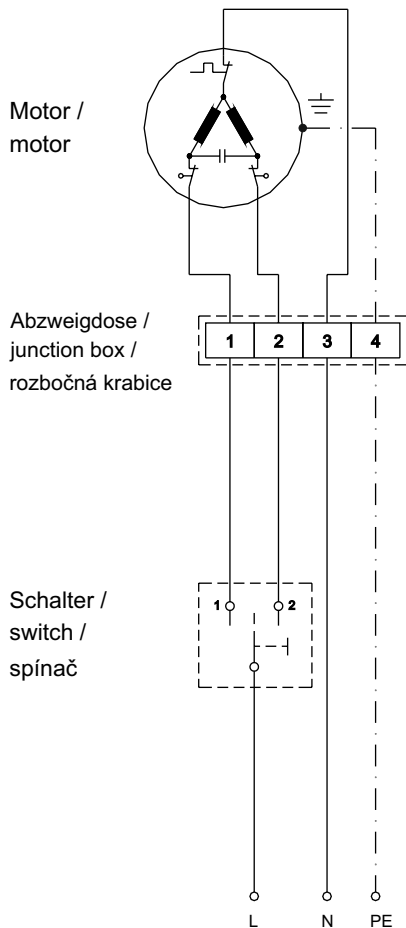 Motor /
motor
Abzweigdose /
junction box /
rozbočná krabice
1 2 3 4
Schalter /
switch /
spínač
1 2
L N PE